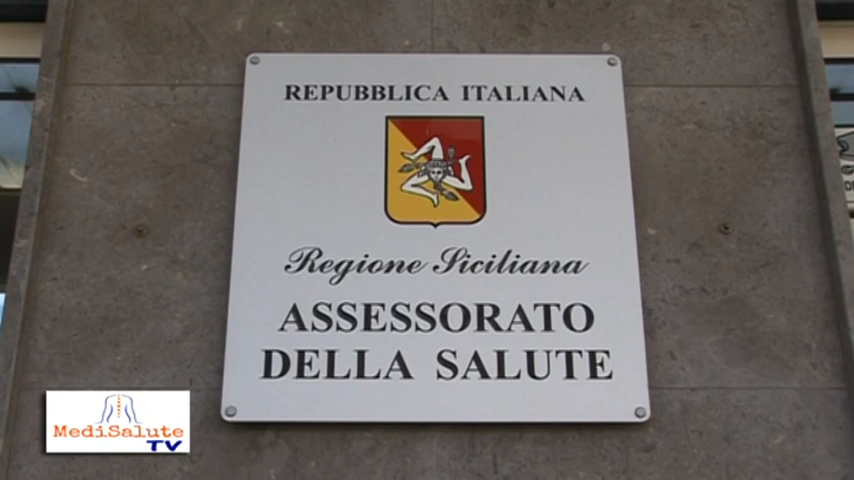 REPUBBLICA ITALIANA
Regione Siciliana
ASSESSORATO
DELLA SALUTE
MediSalute
TV